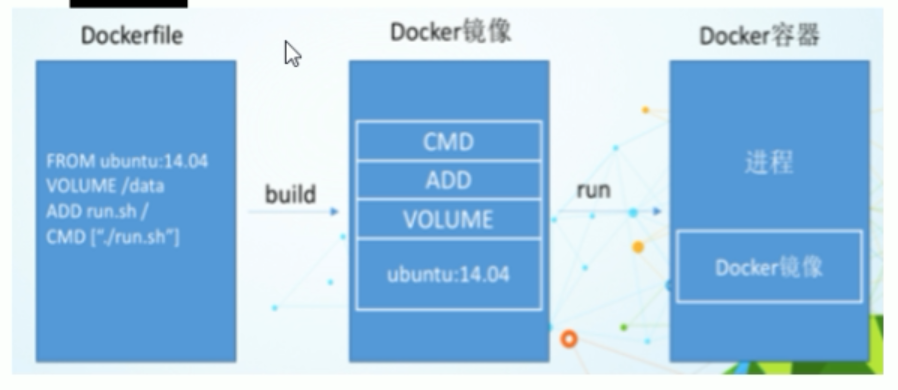 Dockerfile
FROM ubuntu:14.04
VOLUME /data
ADD run.sh /
CMD ["./run.sh"]
build
Docker镜像
CMD
ADD
VOLUME
ubuntu:14.04
run
Docker容器
进程
Docker镜像